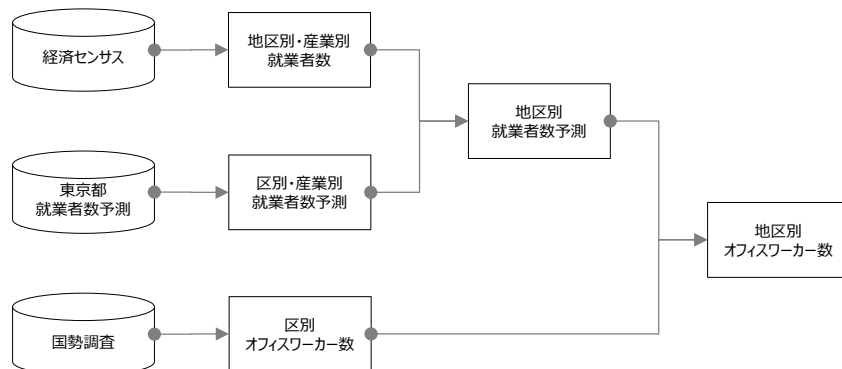 経済センサス
地区別・産業別
就業者数
地区別
就業者数予測
東京都
就業者数予測
区別・産業別
就業者数予測
地区別
オフィスワーカー数
国勢調査
区別
オフィスワーカー数